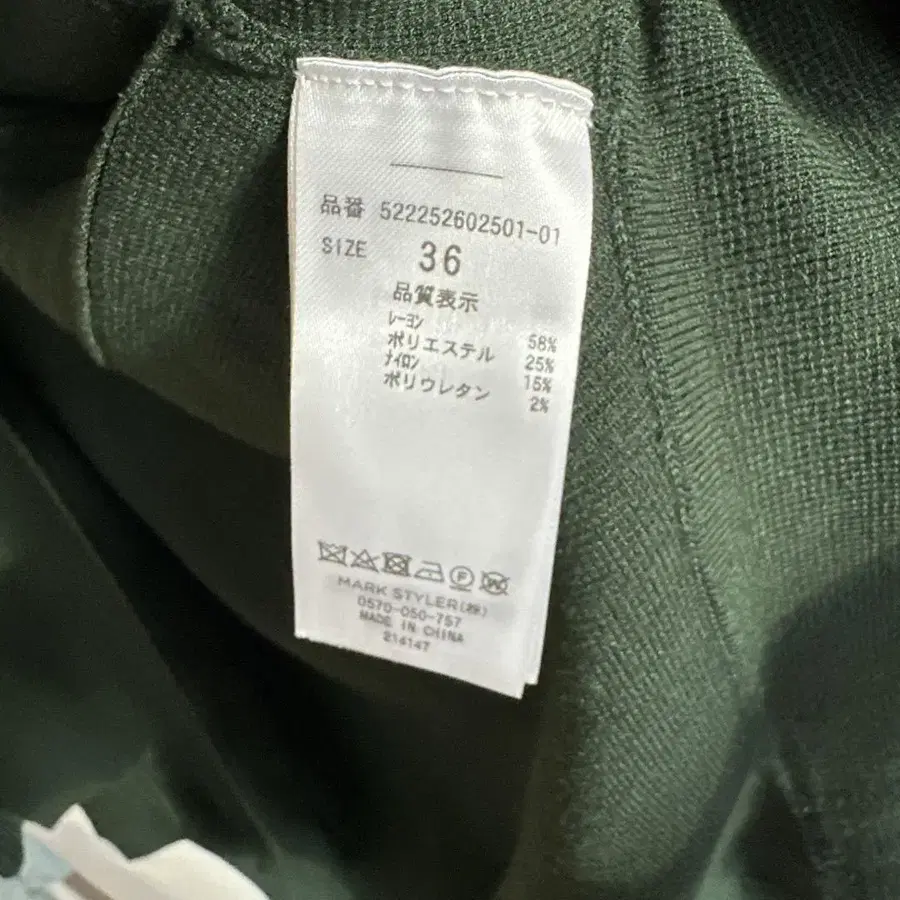 品番 522252602501-01
SIZE 36
品質表示
ﾚｰﾖﾝ 58%
ポリエステル 25%
ﾅｲﾛﾝ 15%
ポリウレタン 2%
MARK STYLER(株)
0570-050-757
MADE IN CHINA
214147